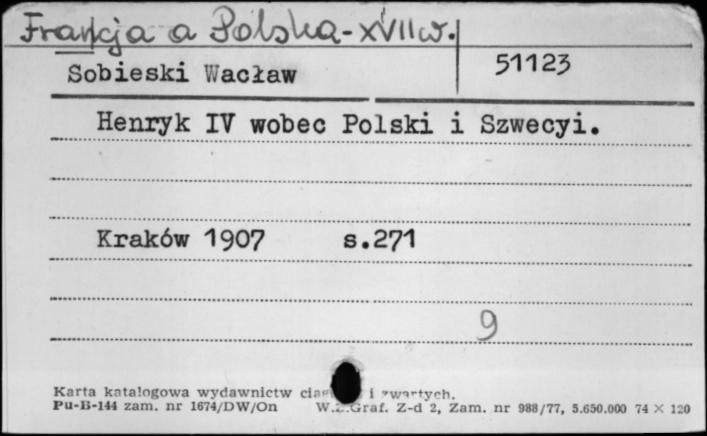 Francja a Polska - XVII w.
Sobieski Wacław 51123
Henryk IV wobec Polski i Szwecyi.
Kraków 1907 s.271
9
Karta katalogowa wydawnictw i zwartych.
Pu-B-144 zam. nr 1674/DW/On W.Z.Graf. Z-d 2, Zam. nr 988/77, 5.650.000 74 × 120